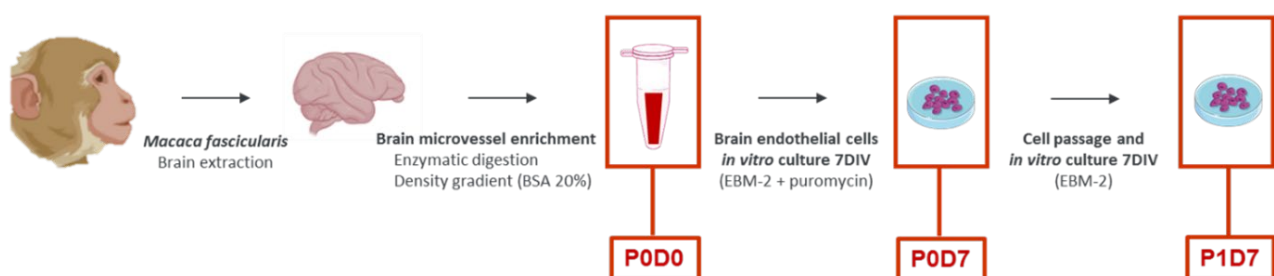 Macaca fascicularis
Brain extraction
Brain microvessel enrichment
Enzymatic digestion
Density gradient (BSA 20%)
P0D0
Brain endothelial cells
in vitro culture 7DIV
(EBM-2 + puromycin)
P0D7
Cell passage and
in vitro culture 7DIV
(EBM-2)
P1D7